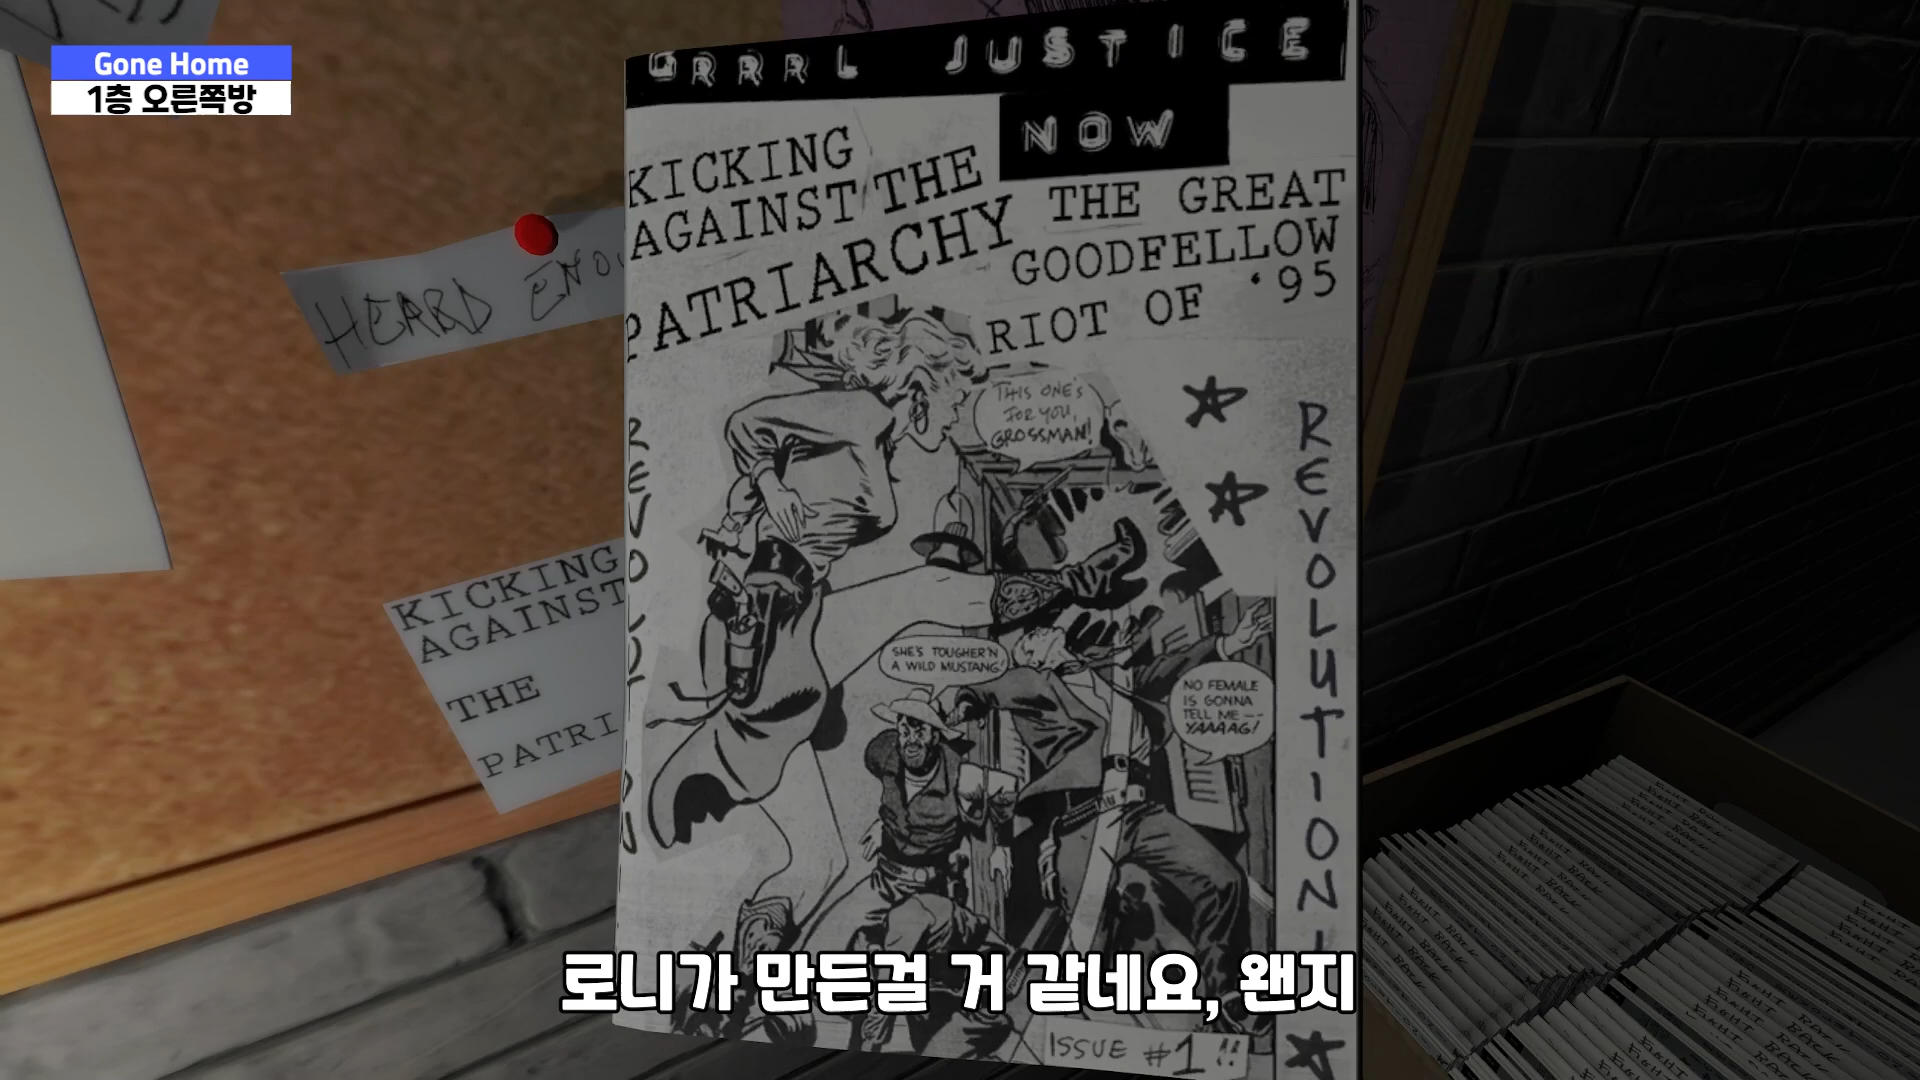 Gone Home
1층 오른쪽방
GRRRL JUSTICE
NOW
KICKING
AGAINST THE
PATRIARCHY
THE GREAT
GOODFELLOW
RIOT OF '95
HEARD
THIS ONE'S
FOR YOU,
GROSSMAN!
REVOLUTION!
SHE'S TOUGHER'N
A WILD MUSTANG!
NO FEMALE
IS GONNA
TELL ME--
YAAAAG!
KICKING
AGAINST
THE
PATRI
로니가 만든걸 거 같네요, 왠지
ISSUE #1!!